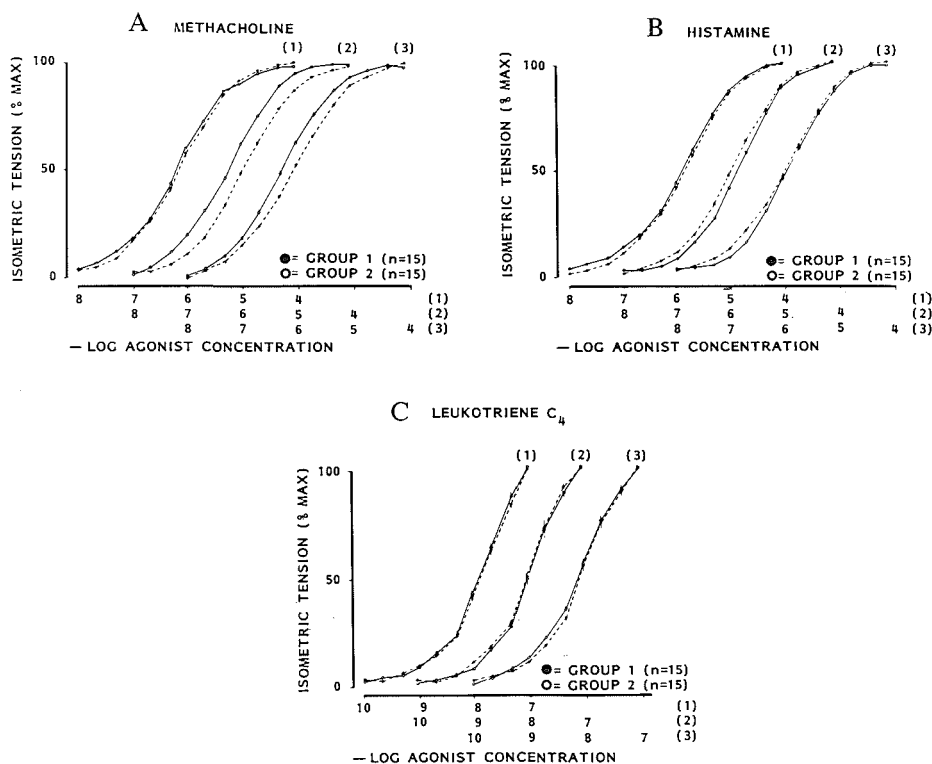 A METHACHOLINE
(1) (2) (3)
ISOMETRIC TENSION (% MAX)
100
50
0
●= GROUP 1 (n=15)
○= GROUP 2 (n=15)
8 7 6 5 4 (1)
8 7 6 5 4 (2)
8 7 6 5 4 (3)
— LOG AGONIST CONCENTRATION
B HISTAMINE
(1) (2) (3)
ISOMETRIC TENSION (% MAX)
100
50
0
●= GROUP 1 (n=15)
○= GROUP 2 (n=15)
8 7 6 5 4 (1)
8 7 6 5. 4 (2)
8 7 6 5 4 (3)
— LOG AGONIST CONCENTRATION
C LEUKOTRIENE C4
(1) (2) (3)
ISOMETRIC TENSION (% MAX)
100
50
0
●= GROUP 1 (n=15)
○= GROUP 2 (n=15)
10 9 8 7 (1)
10 9 8 7 (2)
10 9 8 7 (3)
— LOG AGONIST CONCENTRATION